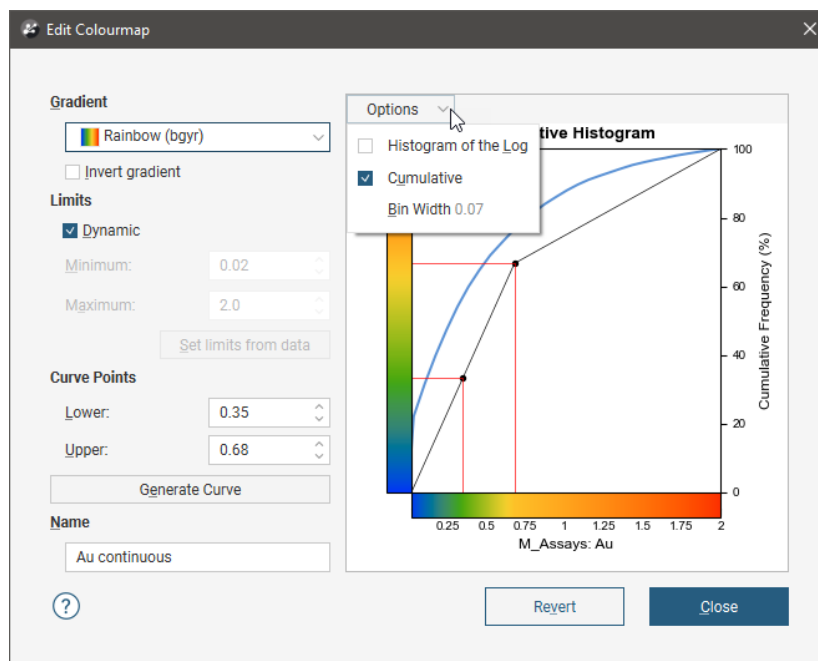 Edit Colourmap
Gradient
Rainbow (bgyr)
Invert gradient
Limits
Dynamic
Minimum: 0.02
Maximum: 2.0
Set limits from data
Curve Points
Lower: 0.35
Upper: 0.68
Generate Curve
Name
Au continuous
Options
tive Histogram
Histogram of the Log
Cumulative
Bin Width 0.07
100
80
60
40
20
0
Cumulative Frequency (%)
0.25 0.5 0.75 1 1.25 1.5 1.75 2
M_Assays: Au
?
Revert
Close